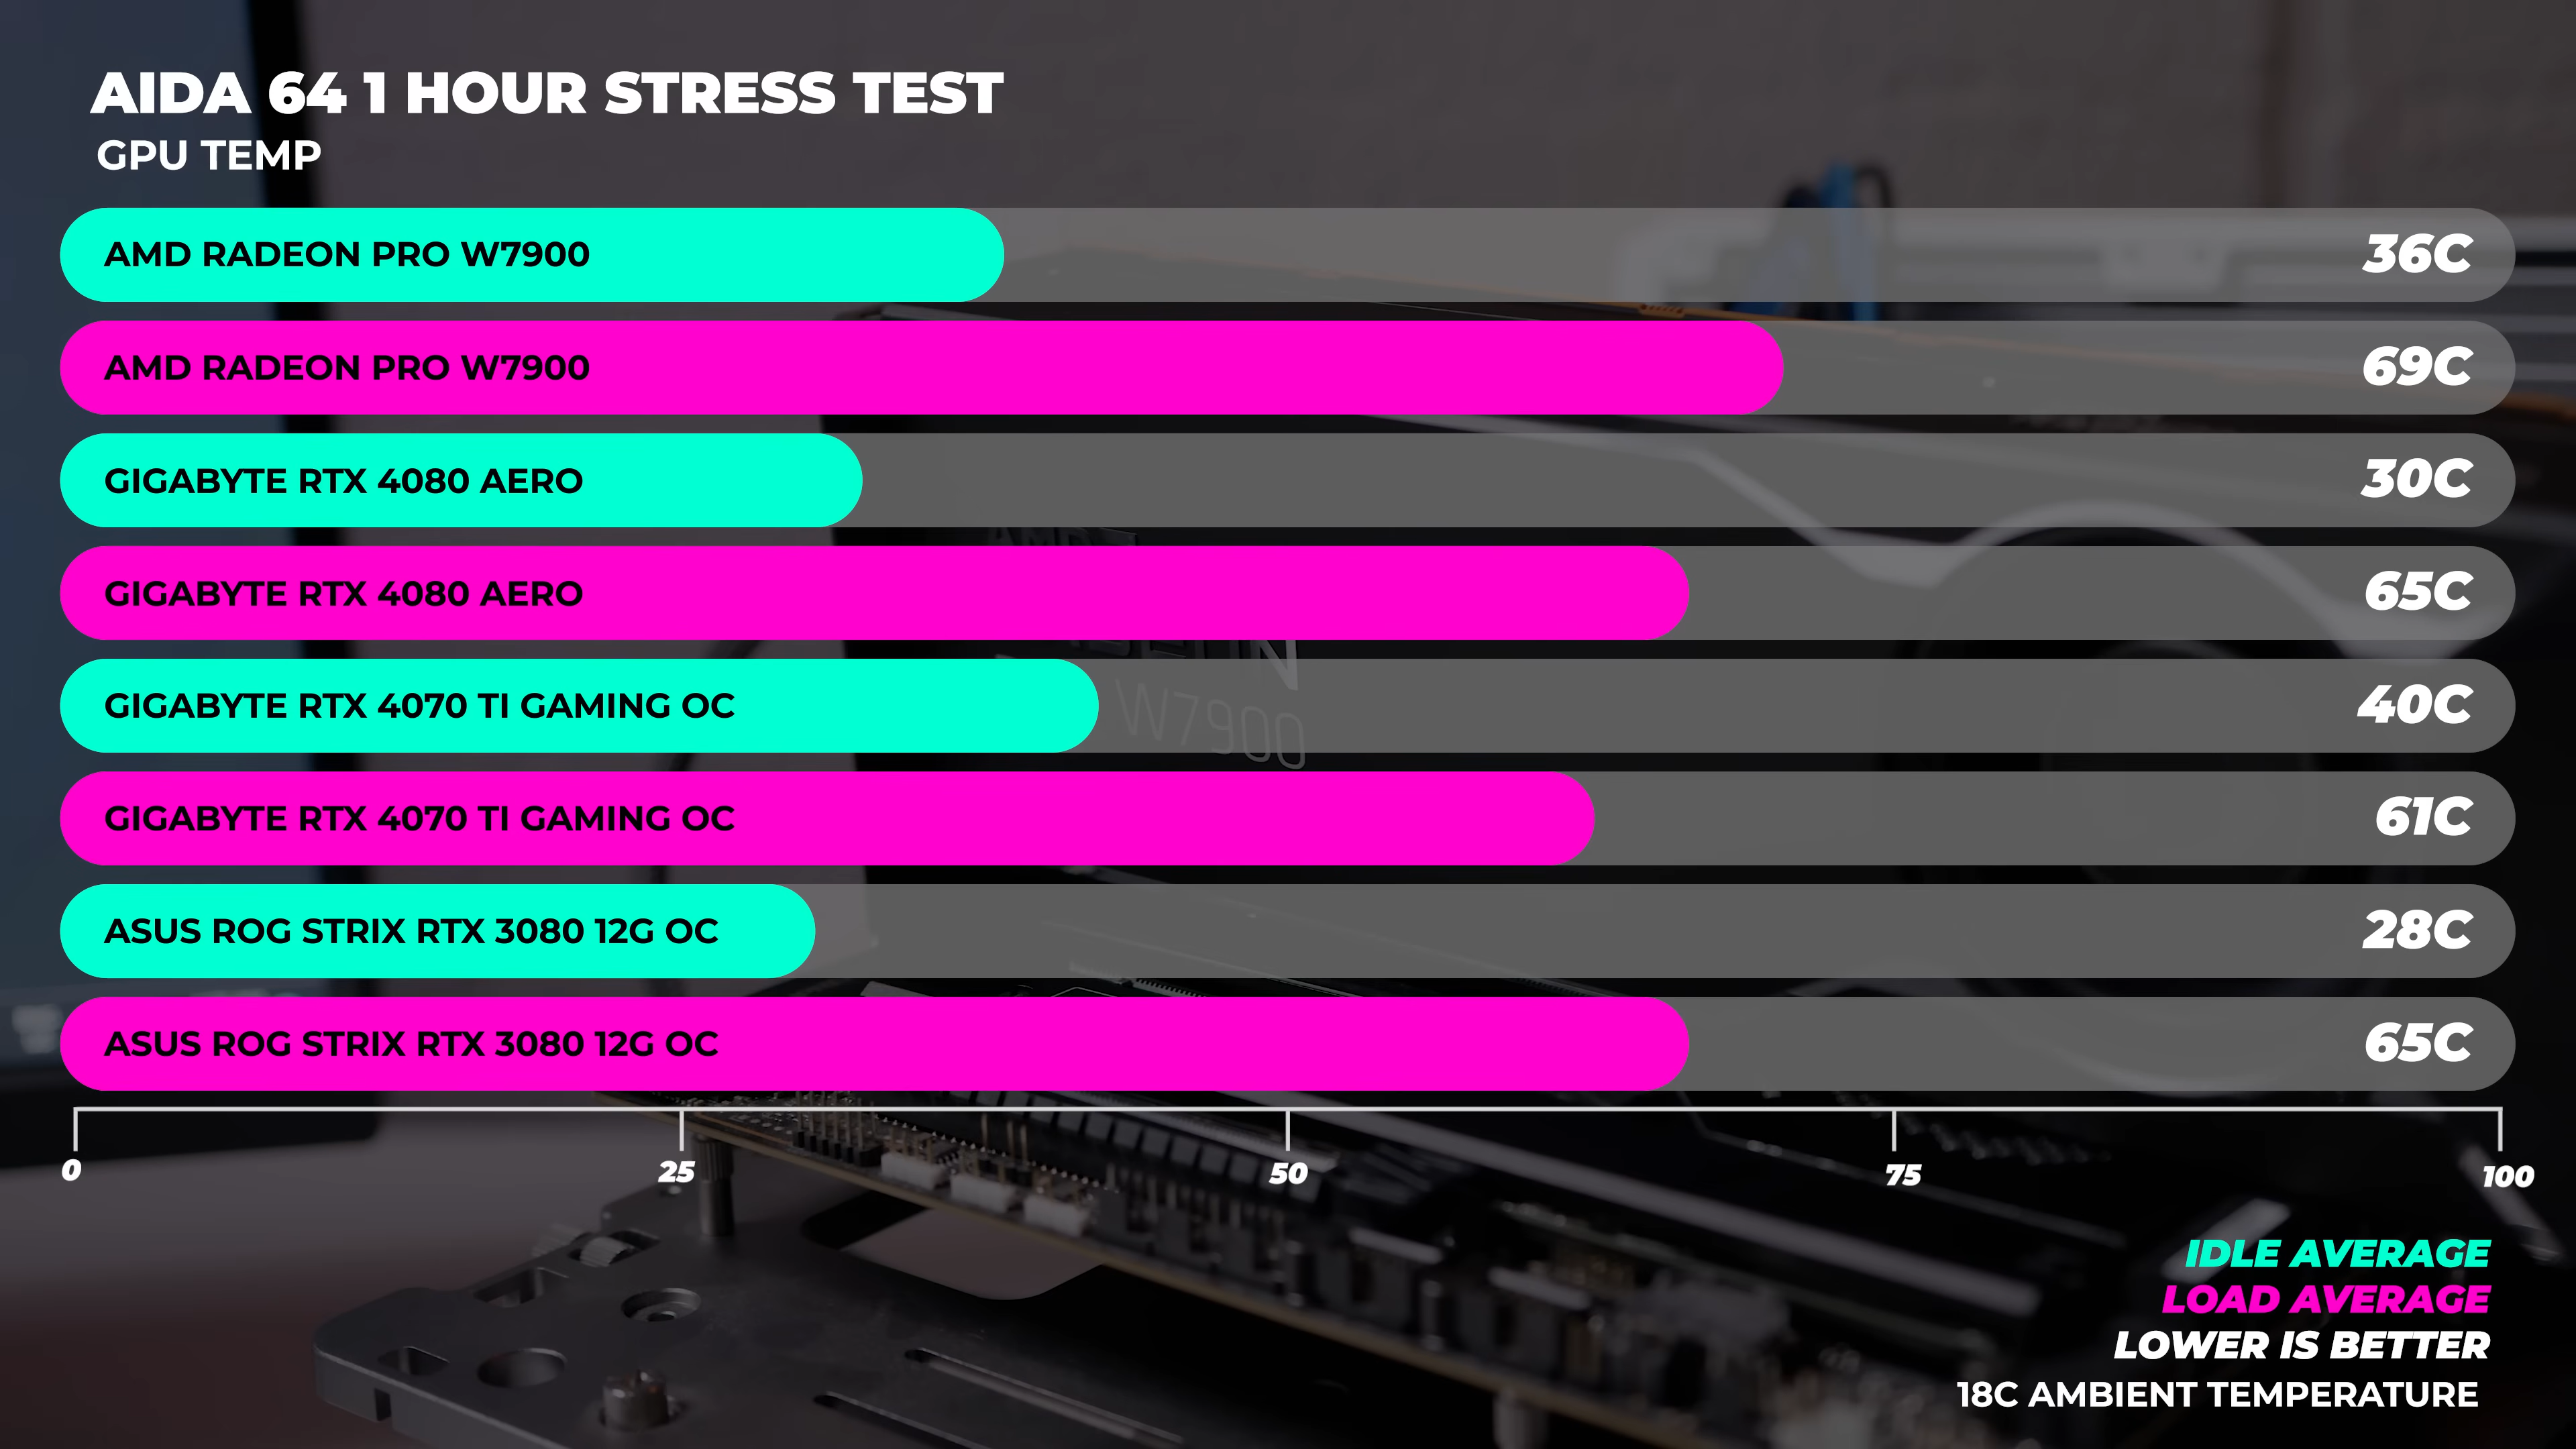 AIDA 64 1 HOUR STRESS TEST
GPU TEMP
AMD RADEON PRO W7900 36C
AMD RADEON PRO W7900 69C
GIGABYTE RTX 4080 AERO 30C
GIGABYTE RTX 4080 AERO 65C
GIGABYTE RTX 4070 TI GAMING OC 40C
W7900
GIGABYTE RTX 4070 TI GAMING OC 61C
ASUS ROG STRIX RTX 3080 12G OC 28C
ASUS ROG STRIX RTX 3080 12G OC 65C
0 25 50 75 100
IDLE AVERAGE
LOAD AVERAGE
LOWER IS BETTER
18C AMBIENT TEMPERATURE